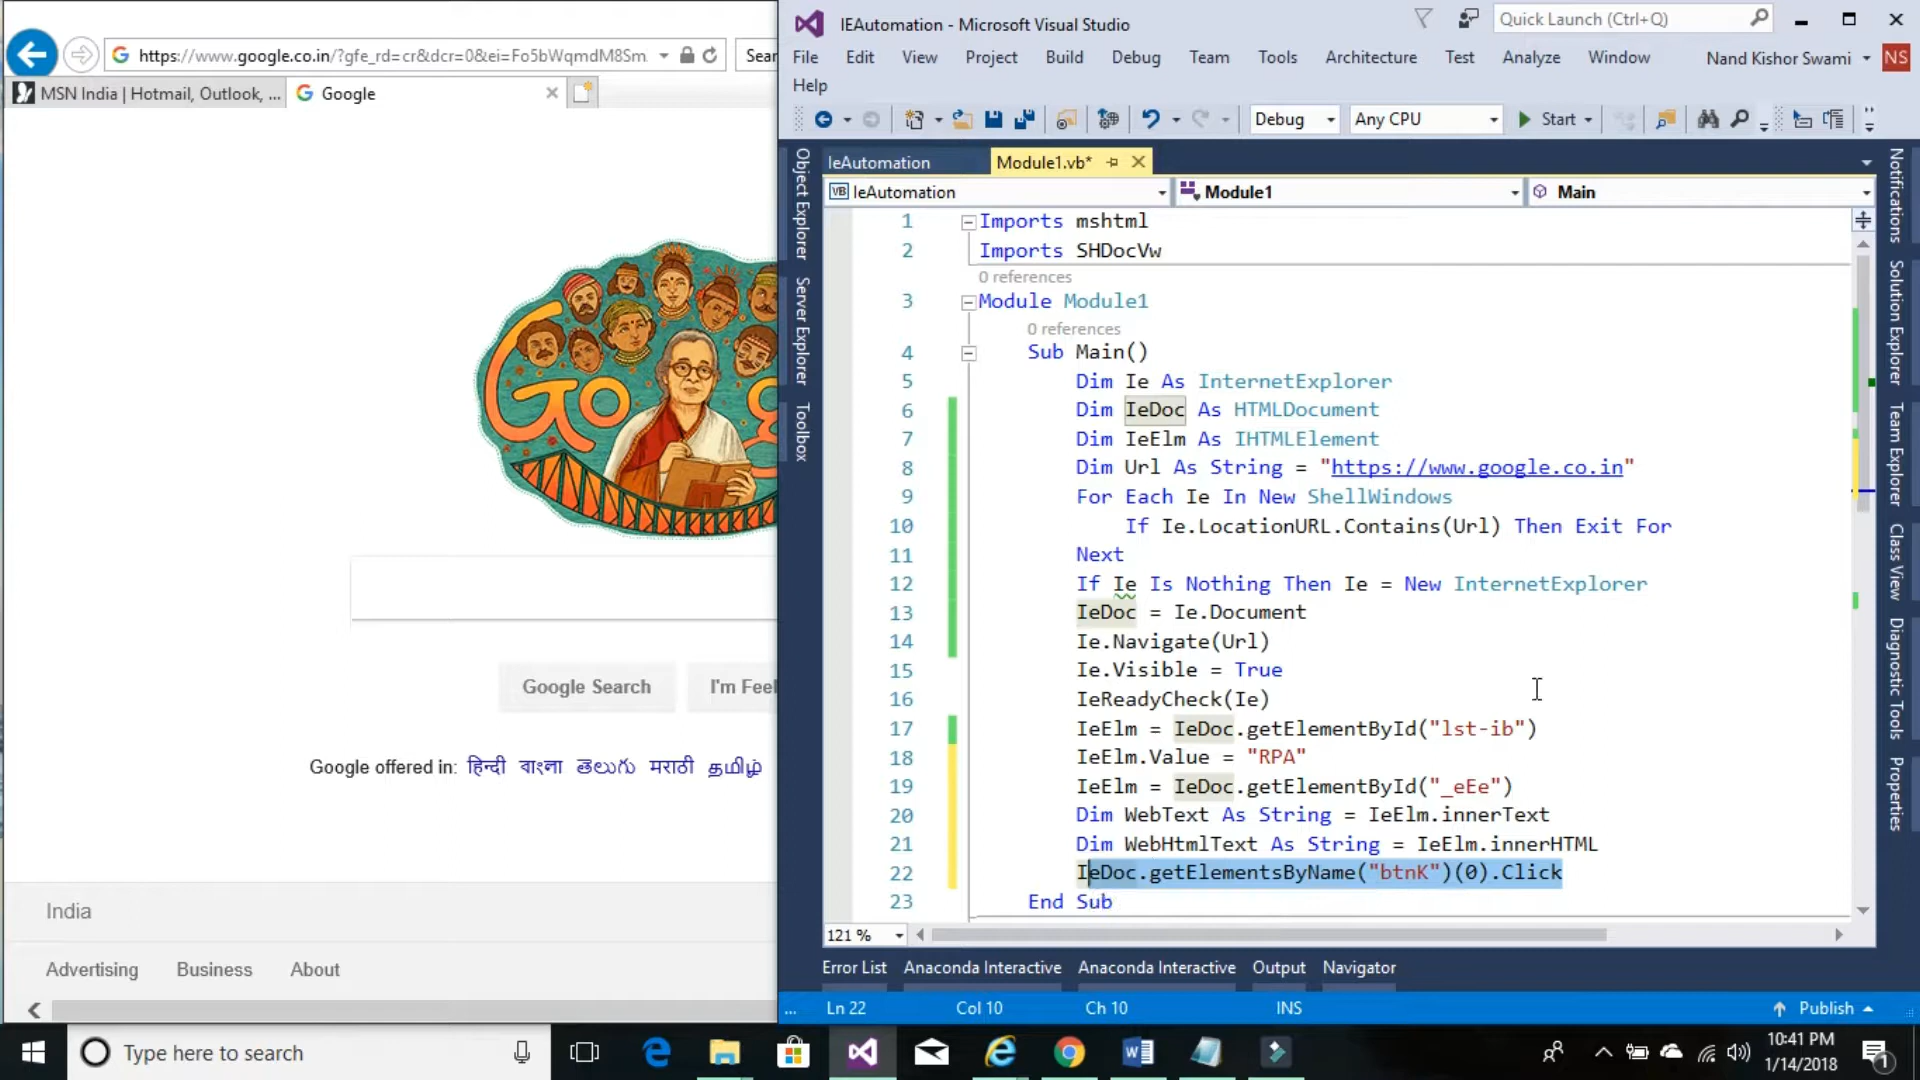 https://www.google.co.in/?gfe_rd=cr&dcr=0&ei=Fo5bWqmdM8Sm
Sear
MSN India | Hotmail, Outlook, ...
Google
Google Search
I'm Feel
Google offered in: हिन्दी বাংলা తెలుగు मराठी தமிழ்
India
Advertising Business About
IEAutomation - Microsoft Visual Studio
Quick Launch (Ctrl+Q)
File Edit View Project Build Debug Team Tools Architecture Test Analyze Window
Nand Kishor Swami
NS
Help
Debug
Any CPU
Start
Object Explorer
Server Explorer
Toolbox
IeAutomation
Module1.vb*
VB IeAutomation
Module1
Main
1 Imports mshtml
2 Imports SHDocVw
0 references
3 Module Module1
0 references
4 Sub Main()
5 Dim Ie As InternetExplorer
6 Dim IeDoc As HTMLDocument
7 Dim IeElm As IHTMLElement
8 Dim Url As String = "https://www.google.co.in"
9 For Each Ie In New ShellWindows
10 If Ie.LocationURL.Contains(Url) Then Exit For
11 Next
12 If Ie Is Nothing Then Ie = New InternetExplorer
13 IeDoc = Ie.Document
14 Ie.Navigate(Url)
15 Ie.Visible = True
16 IeReadyCheck(Ie)
17 IeElm = IeDoc.getElementById("lst-ib")
18 IeElm.Value = "RPA"
19 IeElm = IeDoc.getElementById("_eEe")
20 Dim WebText As String = IeElm.innerText
21 Dim WebHtmlText As String = IeElm.innerHTML
22 IeDoc.getElementsByName("btnK")(0).Click
23 End Sub
Notifications
Solution Explorer
Team Explorer
Class View
Diagnostic Tools
Properties
121 %
Error List Anaconda Interactive Anaconda Interactive Output Navigator
... Ln 22 Col 10 Ch 10 INS
Publish
Type here to search
10:41 PM
1/14/2018
1